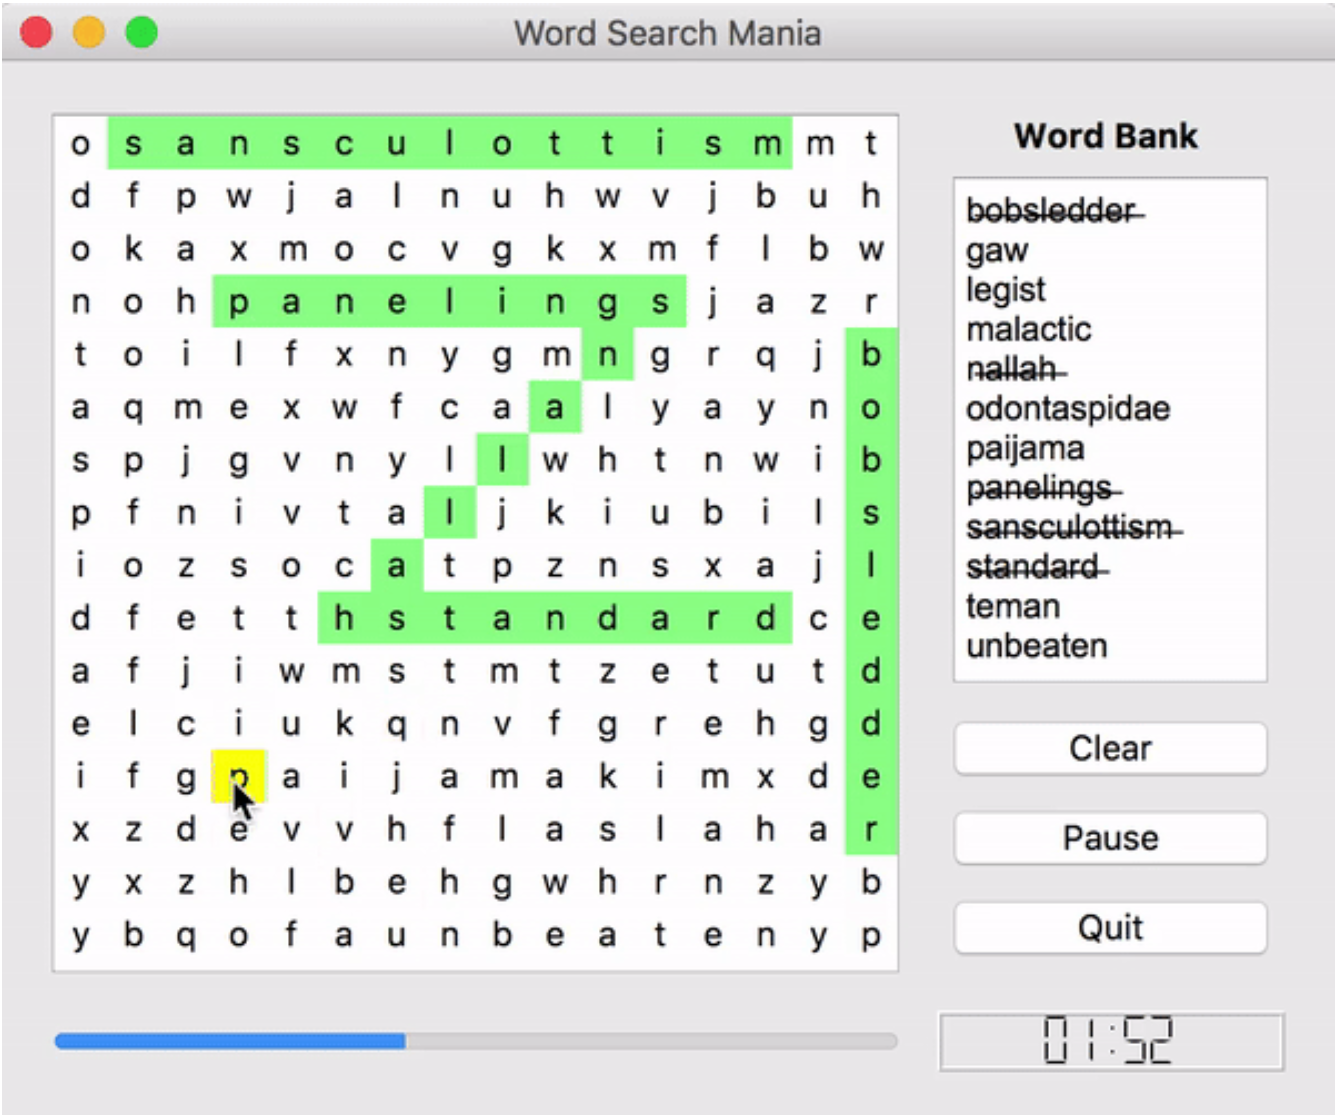 Word Search Mania
o s a n s c u l o t t i s m m t
d f p w j a l n u h w v j b u h
o k a x m o c v g k x m f l b w
n o h p a n e l i n g s j a z r
t o i l f x n y g m n g r q j b
a q m e x w f c a a l y a y n o
s p j g v n y l l w h t n w i b
p f n i v t a l j k i u b i l s
i o z s o c a t p z n s x a j l
d f e t t h s t a n d a r d c e
a f j i w m s t m t z e t u t d
e l c i u k q n v f g r e h g d
i f g p a i j a m a k i m x d e
x z d e v v h f l a s l a h a r
y x z h l b e h g w h r n z y b
y b q o f a u n b e a t e n y p
Word Bank
bobsledder
gaw
legist
malactic
nallah
odontaspidae
paijama
panelings
sansculottism
standard
teman
unbeaten
Clear
Pause
Quit
01:52